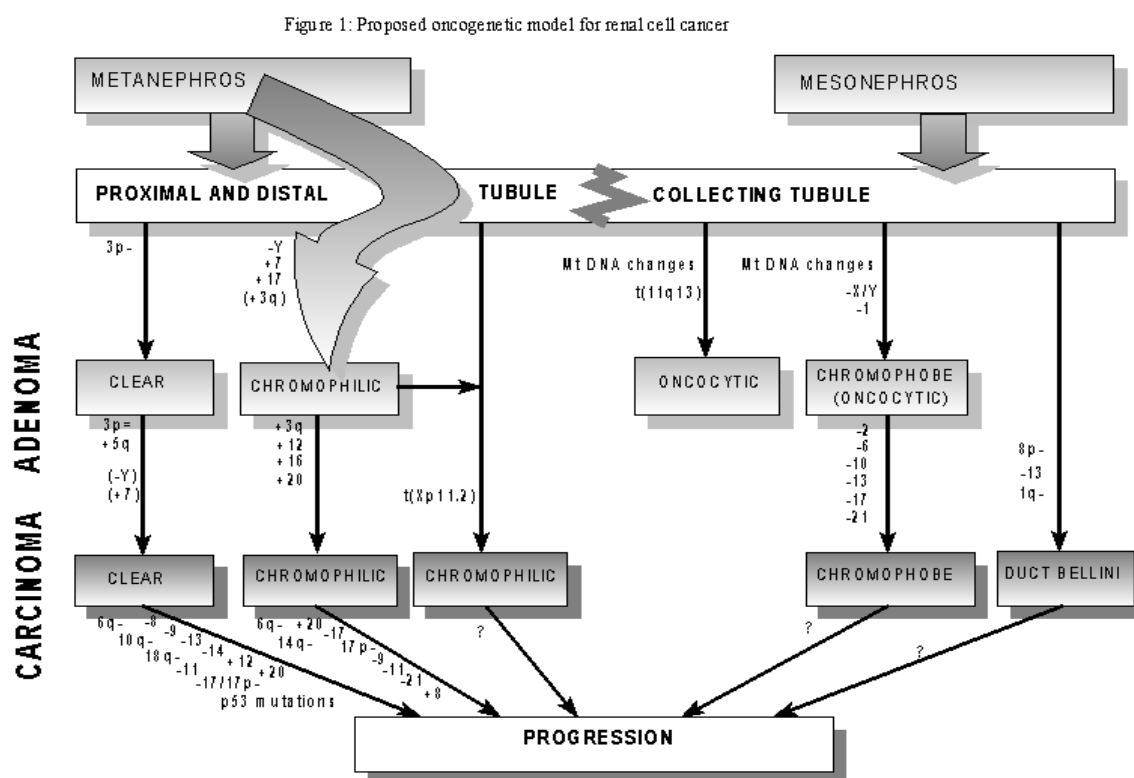 Figure 1: Proposed oncogenetic model for renal cell cancer
METANEPHROS
MESONEPHROS
PROXIMAL AND DISTAL TUBULE COLLECTING TUBULE
3p-
-Y
+7
+17
(+3q)
Mt DNA changes
t(11q13)
Mt DNA changes
-X/Y
-1
CARCINOMA ADENOMA
CLEAR
CHROMOPHILIC
ONCOCYTIC
CHROMOPHOBE
(ONCOCYTIC)
3p=
+5q
(-Y)
(+7)
+3q
+12
+16
+20
t(Xp11.2)
-2
-6
-10
-13
-17
-21
8p-
-13
1q-
CLEAR
CHROMOPHILIC
CHROMOPHILIC
CHROMOPHOBE
DUCT BELLINI
6q- -8 -9 -13 -14 +12 +20
10q- 18q- -11 -17/17p-
p53 mutations
6q- +20 -17 17p- -9 -11 -21 +8
14q-
?
?
?
PROGRESSION